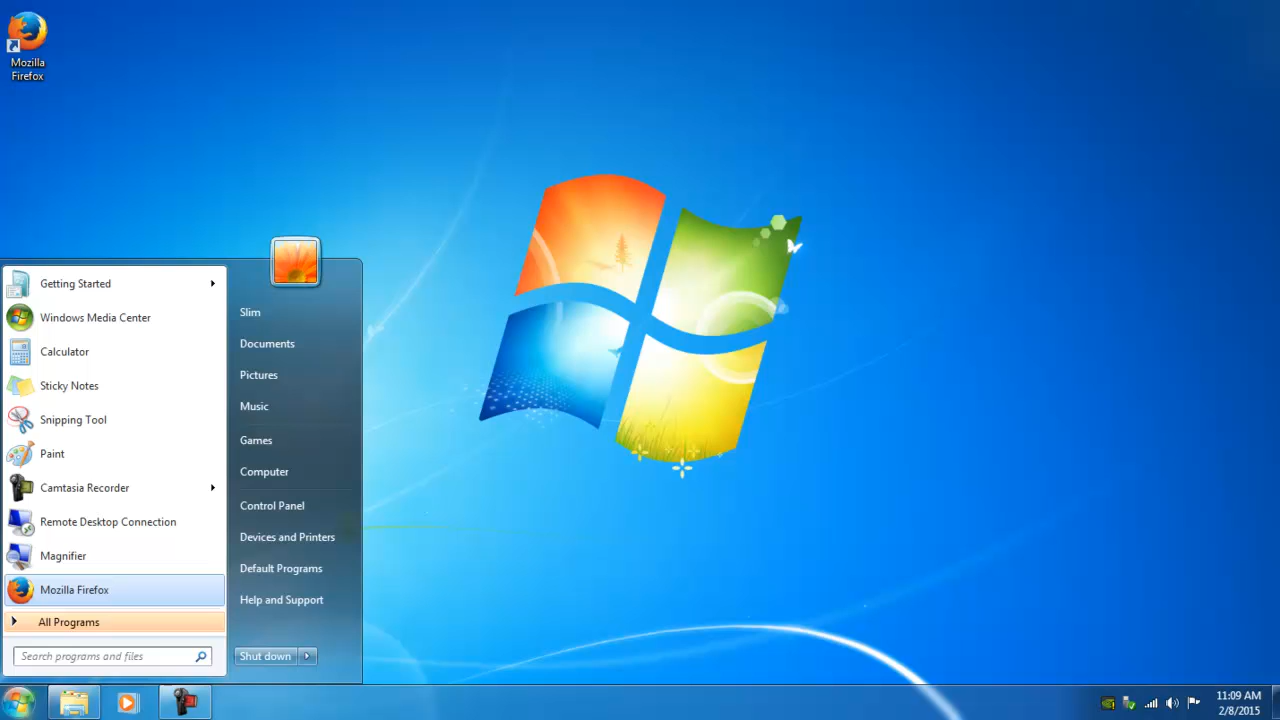 Mozilla
Firefox
Getting Started
Windows Media Center
Calculator
Sticky Notes
Snipping Tool
Paint
Camtasia Recorder
Remote Desktop Connection
Magnifier
Mozilla Firefox
All Programs
Search programs and files
Slim
Documents
Pictures
Music
Games
Computer
Control Panel
Devices and Printers
Default Programs
Help and Support
Shut down
11:09 AM
2/8/2015